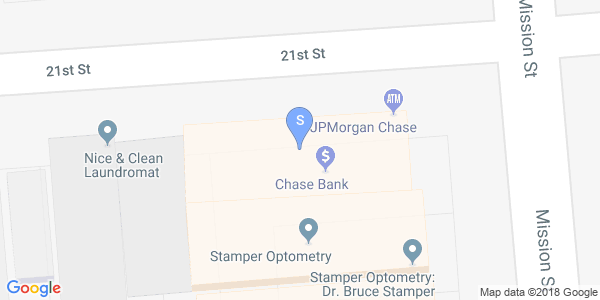 Mission St
21st St
21st St
ATM
S
JPMorgan Chase
Nice & Clean
Laundromat
$
Chase Bank
Mission S
Stamper Optometry
Stamper Optometry:
Dr. Bruce Stamper
Google
Map data ©2018 Google